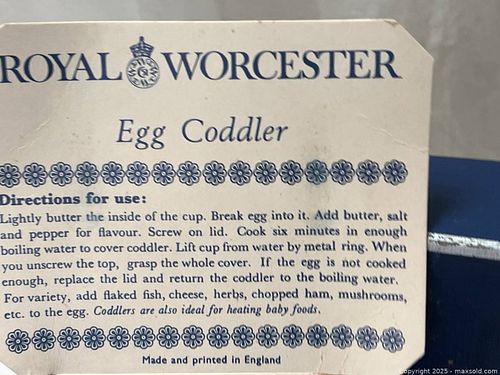 ROYAL WORCESTER
Egg Coddler
Directions for use:
Lightly butter the inside of the cup. Break egg into it. Add butter, salt
and pepper for flavour. Screw on lid. Cook six minutes in enough
boiling water to cover coddler. Lift cup from water by metal ring. When
you unscrew the top, grasp the whole cover. If the egg is not cooked
enough, replace the lid and return the coddler to the boiling water.
For variety, add flaked fish, cheese, herbs, chopped ham, mushrooms,
etc. to the egg. Coddlers are also ideal for heating baby foods.
Made and printed in England
Copyright 2025 - maxsold.com